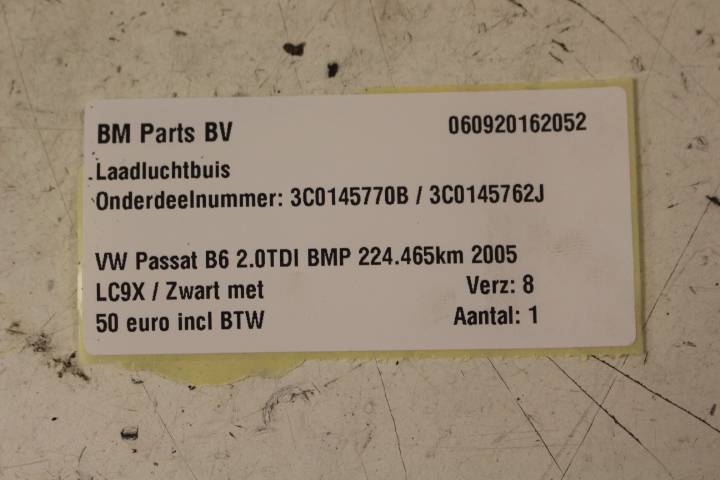 BM Parts BV 060920162052
Laadluchtbuis
Onderdeelnummer: 3C0145770B / 3C0145762J
VW Passat B6 2.0TDI BMP 224.465km 2005
LC9X / Zwart met Verz: 8
50 euro incl BTW Aantal: 1